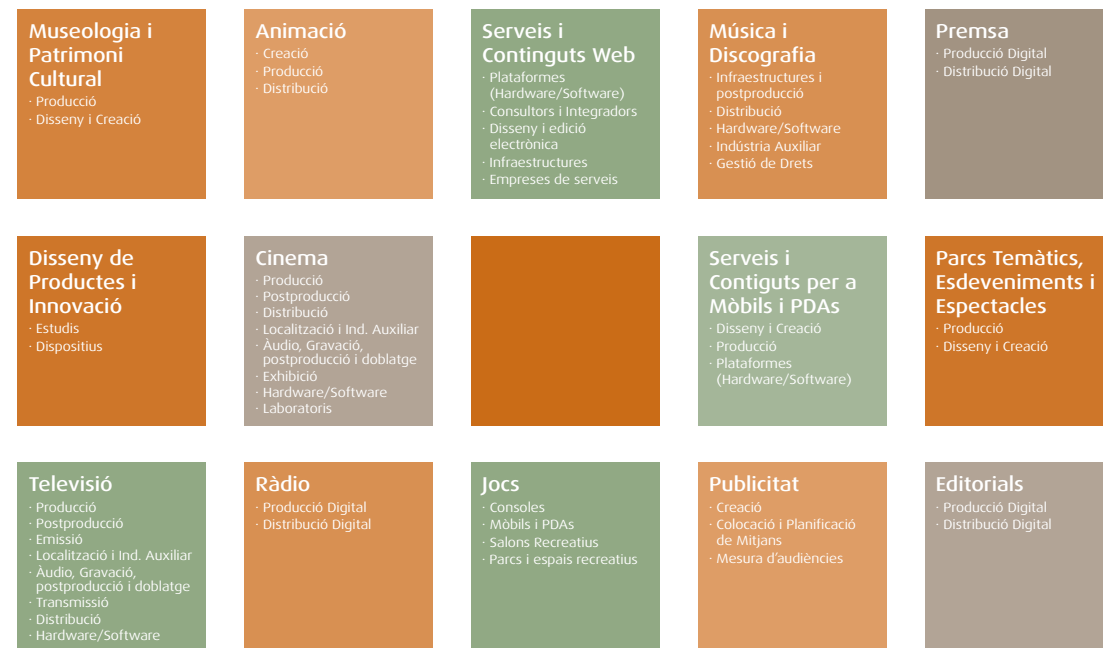 Museologia i
Patrimoni
Cultural
· Producció
· Disseny i Creació
Animació
· Creació
· Producció
· Distribució
Serveis i
Continguts Web
· Plataformes
(Hardware/Software)
· Consultors i Integradors
· Disseny i edició
electrònica
· Infraestructures
· Empreses de serveis
Música i
Discografia
· Infraestructures i
postproducció
· Distribució
· Hardware/Software
· Indústria Auxiliar
· Gestió de Drets
Premsa
· Producció Digital
· Distribució Digital
Disseny de
Productes i
Innovació
· Estudis
· Dispositius
Cinema
· Producció
· Postproducció
· Distribució
· Localització i Ind. Auxiliar
· Àudio, Gravació,
postproducció i doblatge
· Exhibició
· Hardware/Software
· Laboratoris
Serveis i
Contiguts per a
Mòbils i PDAs
· Disseny i Creació
· Producció
· Plataformes
(Hardware/Software)
Parcs Temàtics,
Esdeveniments i
Espectacles
· Producció
· Disseny i Creació
Televisió
· Producció
· Postproducció
· Emissió
· Localització i Ind. Auxiliar
· Àudio, Gravació,
postproducció i doblatge
· Transmissió
· Distribució
· Hardware/Software
Ràdio
· Producció Digital
· Distribució Digital
Jocs
· Consoles
· Mòbils i PDAs
· Salons Recreatius
· Parcs i espais recreatius
Publicitat
· Creació
· Colocació i Planificació
de Mitjans
· Mesura d'audiències
Editorials
· Producció Digital
· Distribució Digital